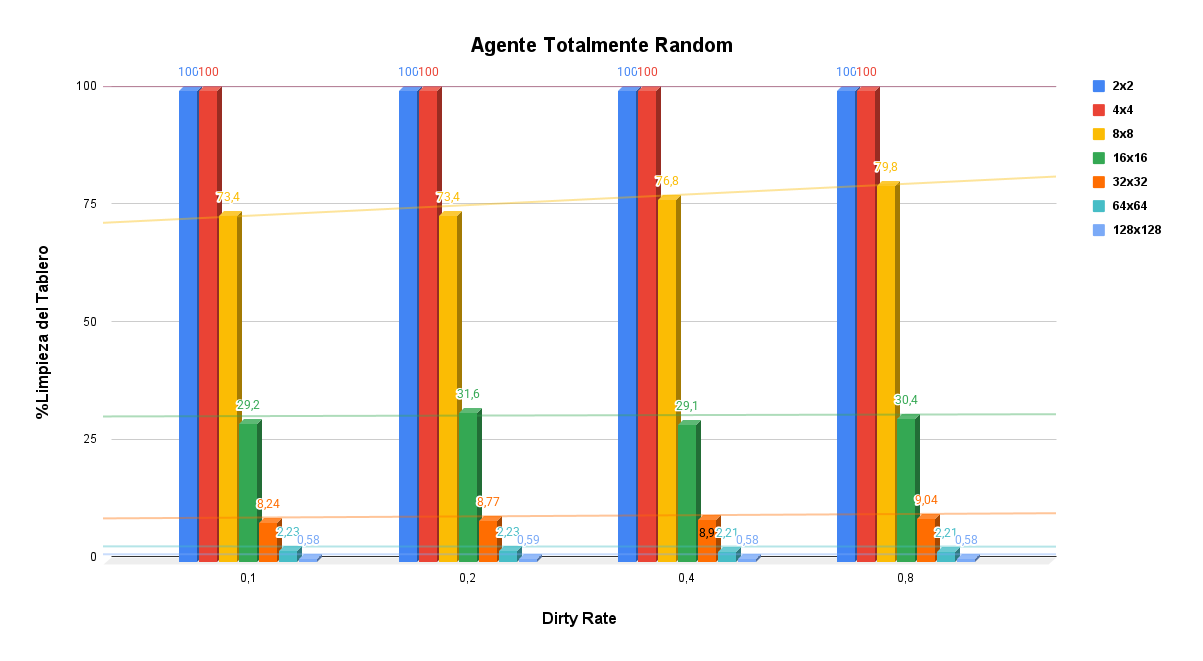 Agente Totalmente Random
%Limpieza del Tablero
100
75
50
25
0
100 100 73,4 29,2 8,24 2,23 0,58
100 100 73,4 31,6 8,77 2,23 0,59
100 100 76,8 29,1 8,9 2,21 0,58
100 100 79,8 30,4 9,04 2,21 0,58
0,1 0,2 0,4 0,8
Dirty Rate
2x2
4x4
8x8
16x16
32x32
64x64
128x128